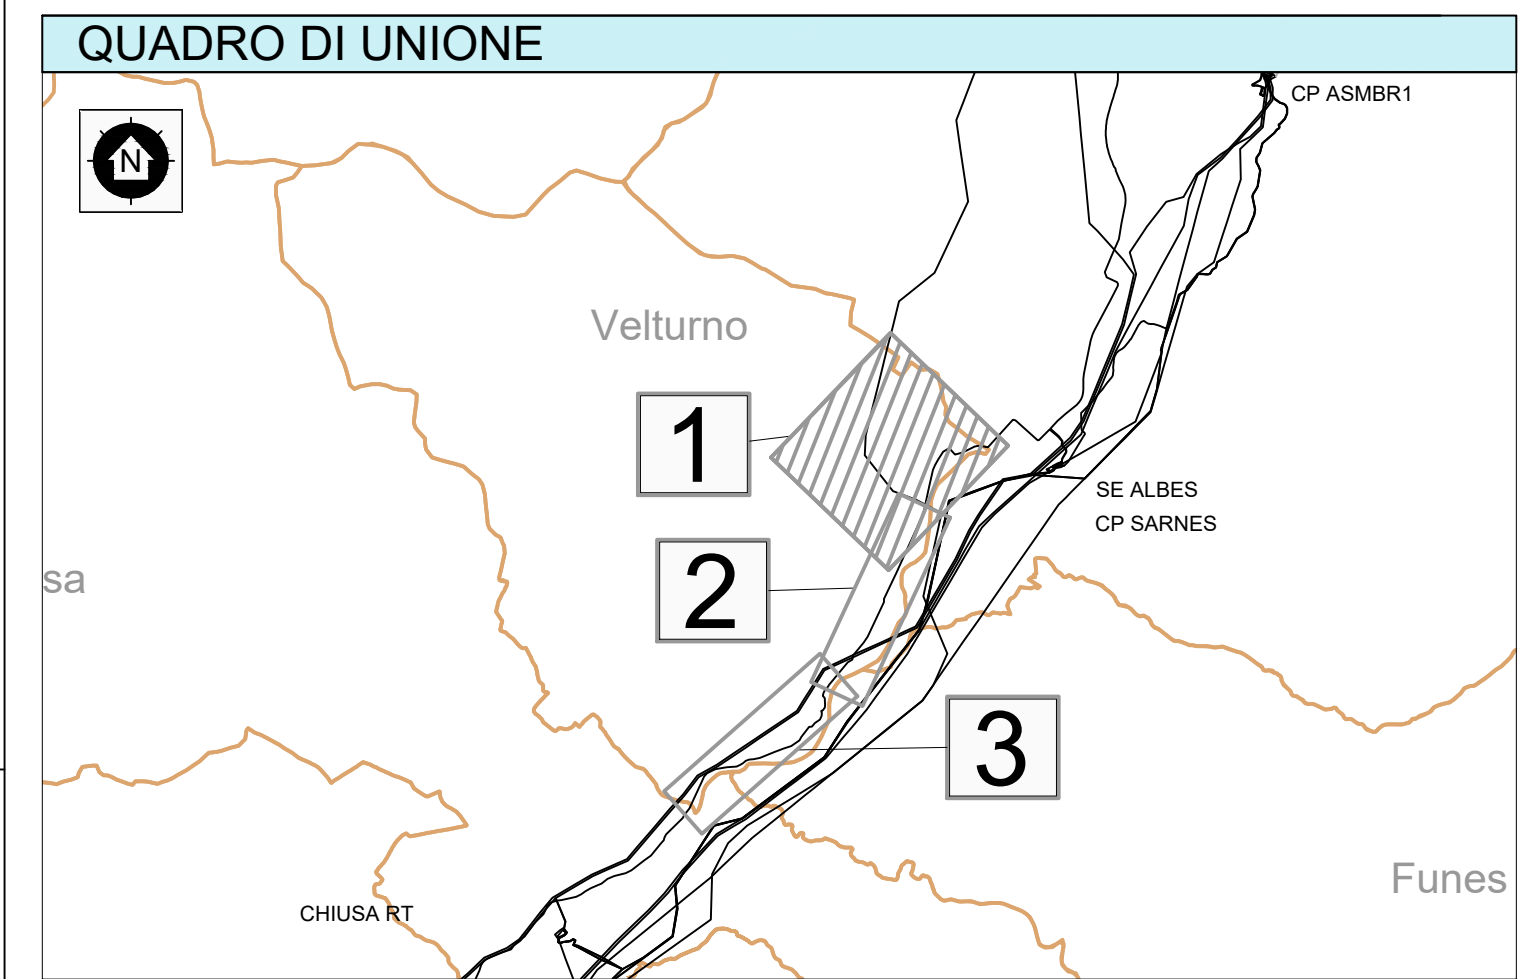 QUADRO DI UNIONE
CP ASMBR1
N
Velturno
1
SE ALBES
CP SARNES
2
sa
3
Funes
CHIUSA RT